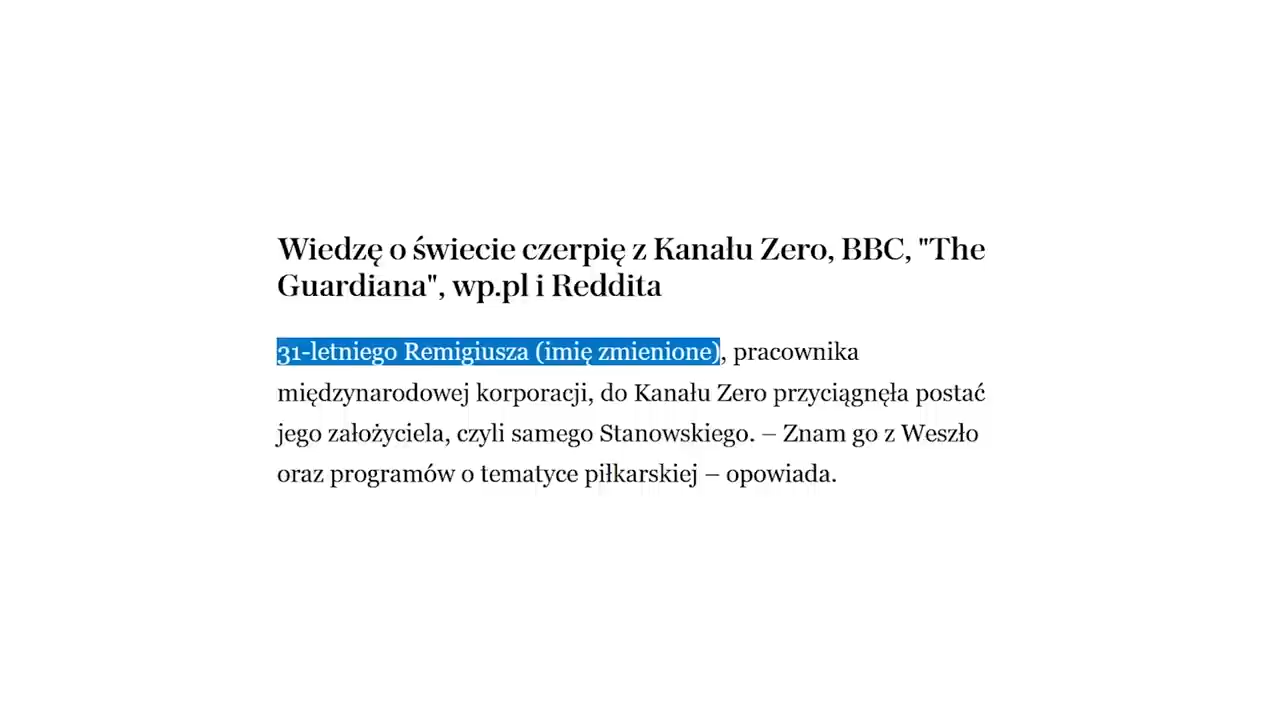 Wiedzę o świecie czerpię z Kanału Zero, BBC, "The
Guardiana", wp.pl i Reddita
31-letniego Remigiusza (imię zmienione), pracownika
międzynarodowej korporacji, do Kanału Zero przyciągnęła postać
jego założyciela, czyli samego Stanowskiego. – Znam go z Weszło
oraz programów o tematyce piłkarskiej – opowiada.